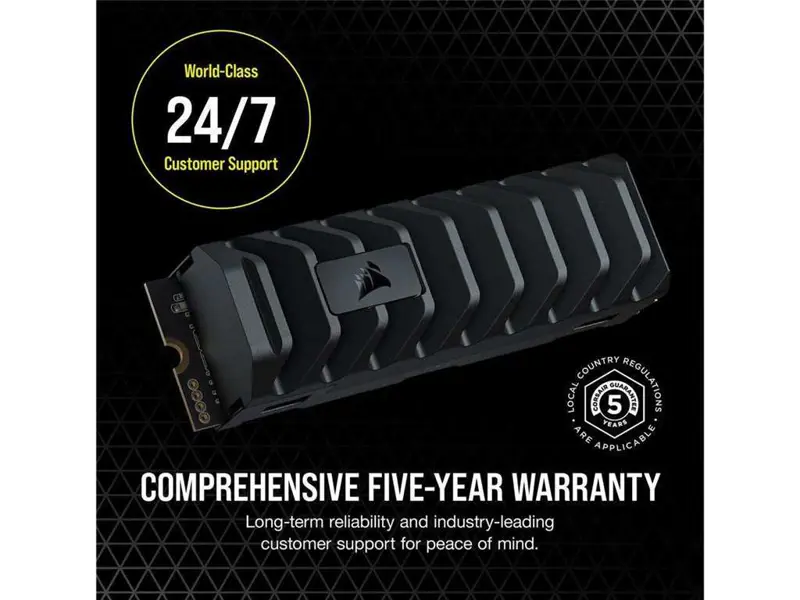 World-Class
24/7
Customer Support
LOCAL COUNTRY REGULATIONS
CORSAIR GUARANTEE
5
YEARS
• ARE APPLICABLE •
COMPREHENSIVE FIVE-YEAR WARRANTY
Long-term reliability and industry-leading
customer support for peace of mind.